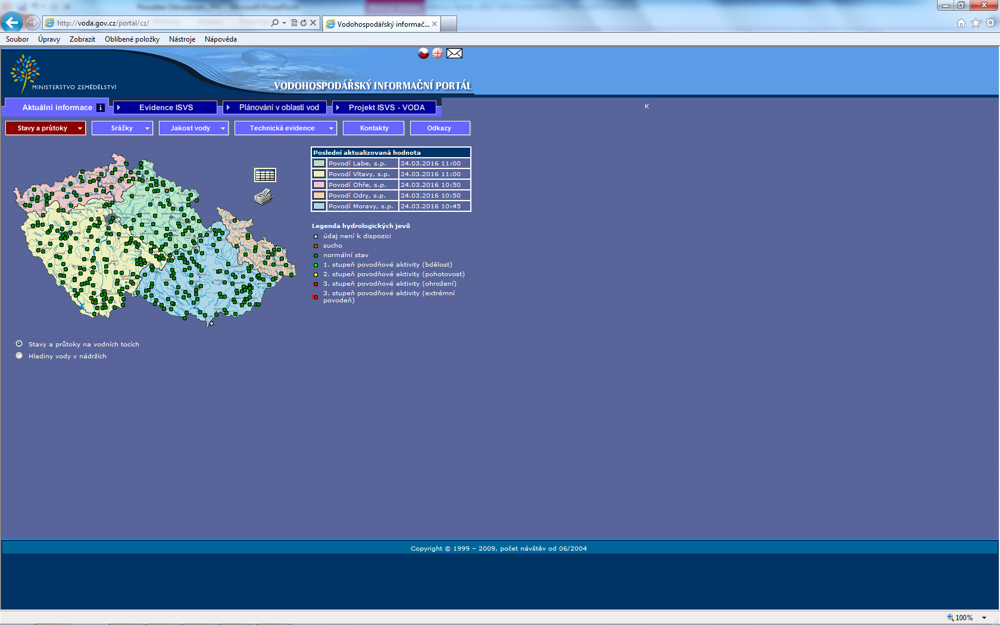 http://voda.gov.cz/portal/cz/
Vodohospodářský informač...
Soubor Úpravy Zobrazit Oblíbené položky Nástroje Nápověda
MINISTERSTVO ZEMĚDĚLSTVÍ
VODOHOSPODÁŘSKÝ INFORMAČNÍ PORTÁL
Aktuální informace i Evidence ISVS Plánování v oblasti vod Projekt ISVS - VODA
K
Stavy a průtoky Srážky Jakost vody Technická evidence Kontakty Odkazy
Poslední aktualizovaná hodnota
Povodí Labe, s.p. 24.03.2016 11:00
Povodí Vltavy, s.p. 24.03.2016 11:00
Povodí Ohře, s.p. 24.03.2016 10:50
Povodí Odry, s.p. 24.03.2016 10:50
Povodí Moravy, s.p. 24.03.2016 10:45
Legenda hydrologických jevů
údaj není k dispozici
sucho
normální stav
1. stupeň povodňové aktivity (bdělost)
2. stupeň povodňové aktivity (pohotovost)
3. stupeň povodňové aktivity (ohrožení)
3. stupeň povodňové aktivity (extrémní
povodeň)
Stavy a průtoky na vodních tocích
Hladiny vody v nádržích
Copyright © 1999 – 2009, počet návštěv od 06/2004
100%